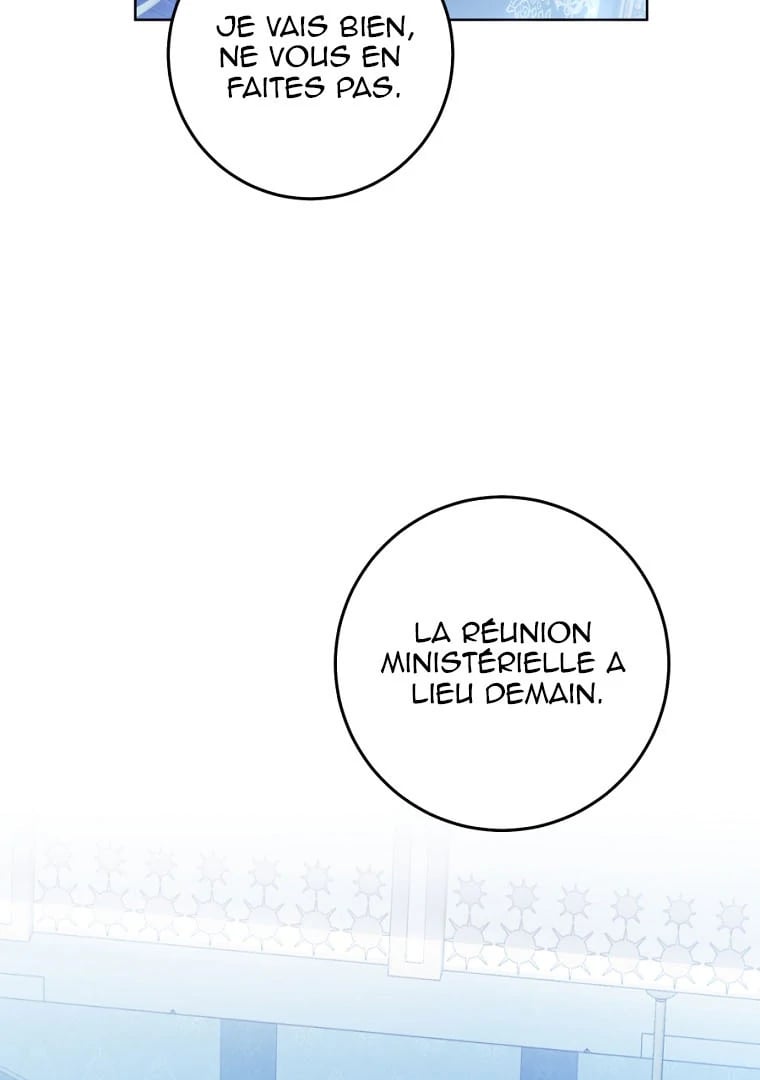 JE VAIS BIEN,
NE VOUS EN
FAITES PAS.
LA RÉUNION
MINISTÉRIELLE A
LIEU DEMAIN.